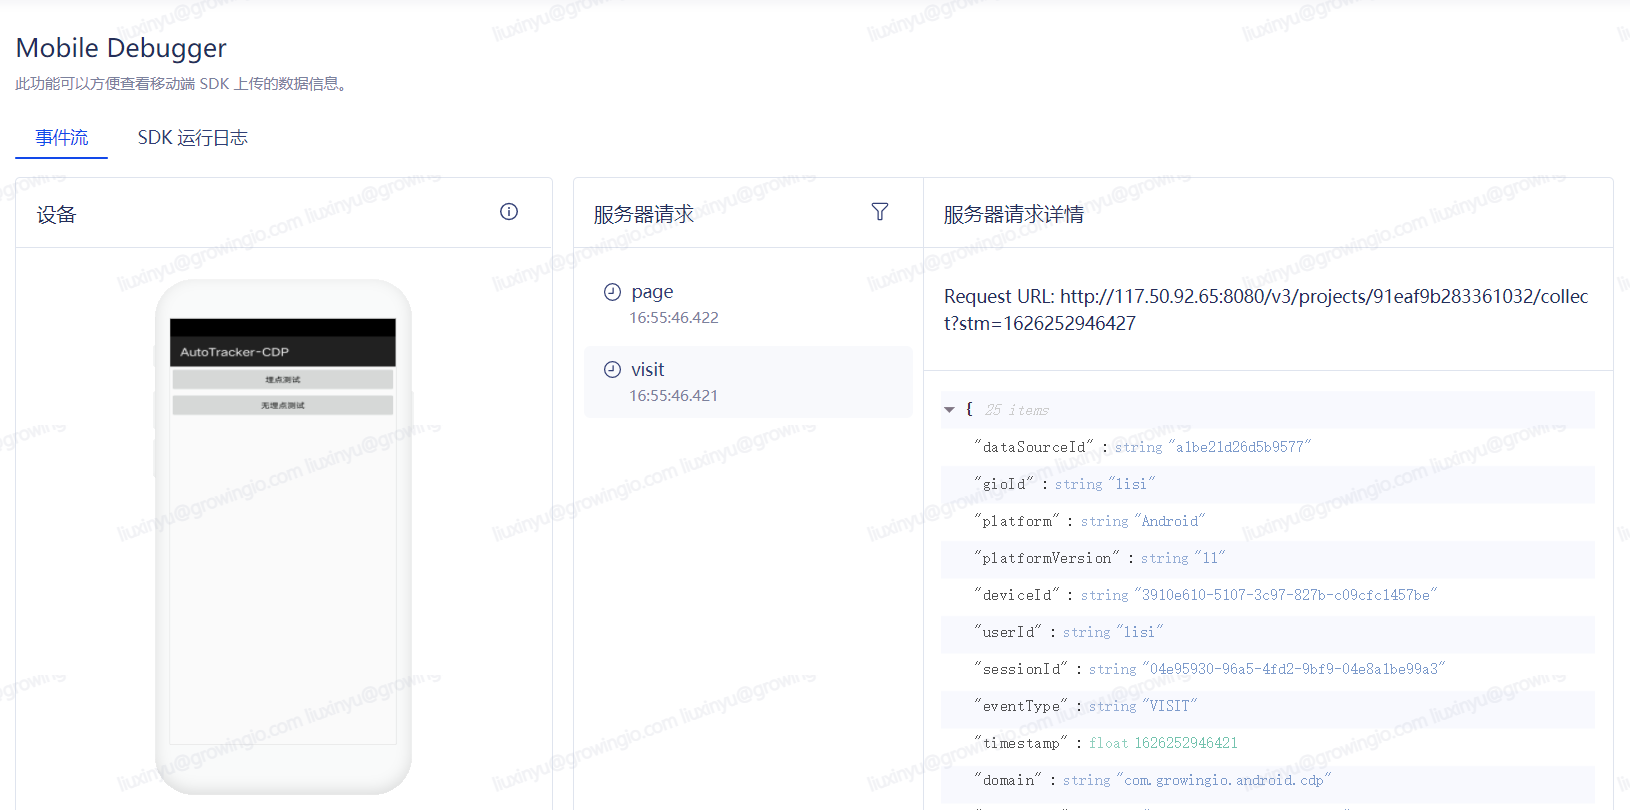 Mobile Debugger
此功能可以方便查看移动端 SDK 上传的数据信息。
事件流
SDK 运行日志
设备
AutoTracker-CDP
埋点测试
无埋点测试
服务器请求
page
16:55:46.422
visit
16:55:46.421
服务器请求详情
Request URL: http://117.50.92.65:8080/v3/projects/91eaf9b283361032/collec
t?stm=1626252946427
{ 25 items
"dataSourceId" : string "a1be21d26d5b9577"
"gioId" : string "lisi"
"platform" : string "Android"
"platformVersion" : string "11"
"deviceId" : string "3910e610-5107-3c97-827b-c09cfc1457be"
"userId" : string "lisi"
"sessionId" : string "04e95930-96a5-4fd2-9bf9-04e8a1be99a3"
"eventType" : string "VISIT"
"timestamp" : float 1626252946421
"domain" : string "com.growingio.android.cdp"
liuxinyu@growingio.com